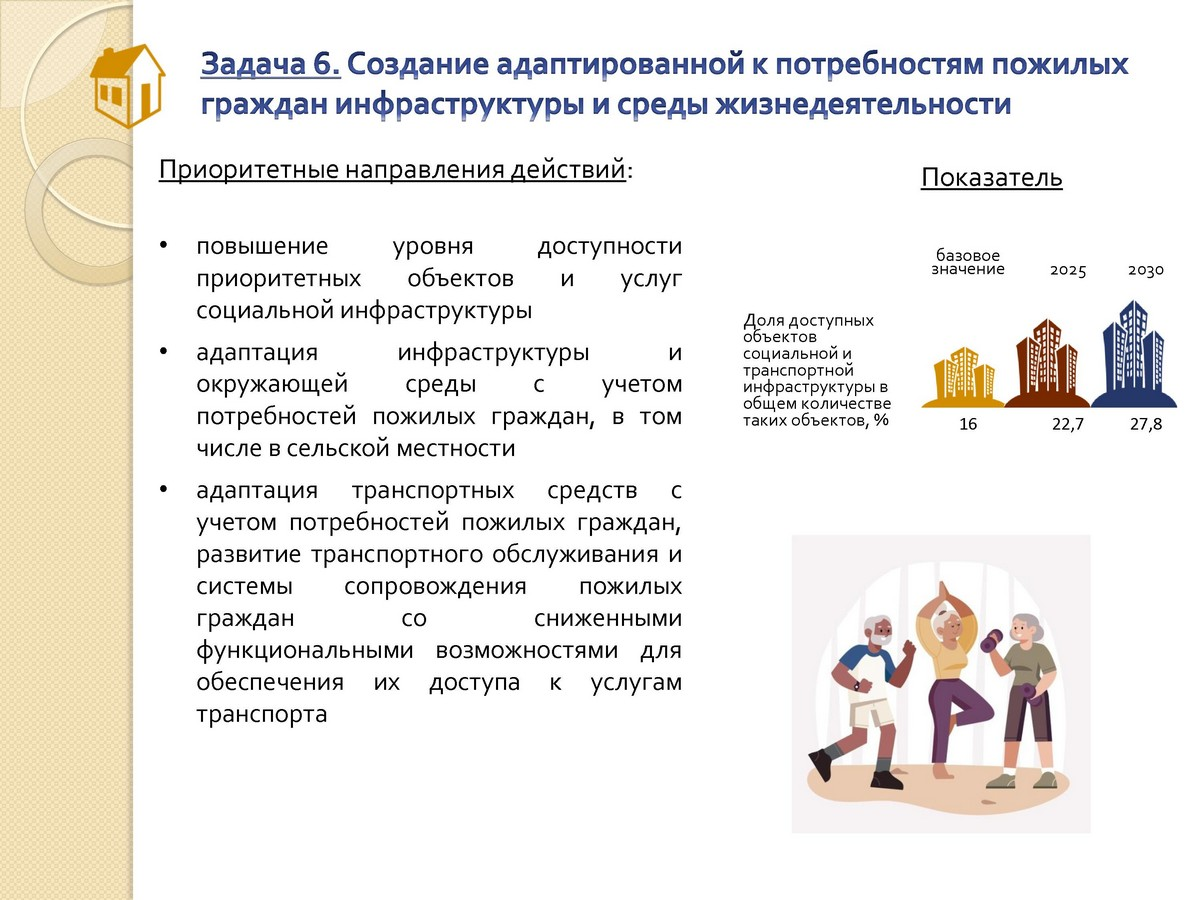 Задача 6. Создание адаптированной к потребностям пожилых
граждан инфраструктуры и среды жизнедеятельности
Приоритетные направления действий:
• повышение уровня доступности
приоритетных объектов и услуг
социальной инфраструктуры
• адаптация инфраструктуры и
окружающей среды с учетом
потребностей пожилых граждан, в том
числе в сельской местности
• адаптация транспортных средств с
учетом потребностей пожилых граждан,
развитие транспортного обслуживания и
системы сопровождения пожилых
граждан со сниженными
функциональными возможностями для
обеспечения их доступа к услугам
транспорта
Показатель
базовое
значение 2025 2030
Доля доступных
объектов
социальной и
транспортной
инфраструктуры в
общем количестве
таких объектов, %
16 22,7 27,8